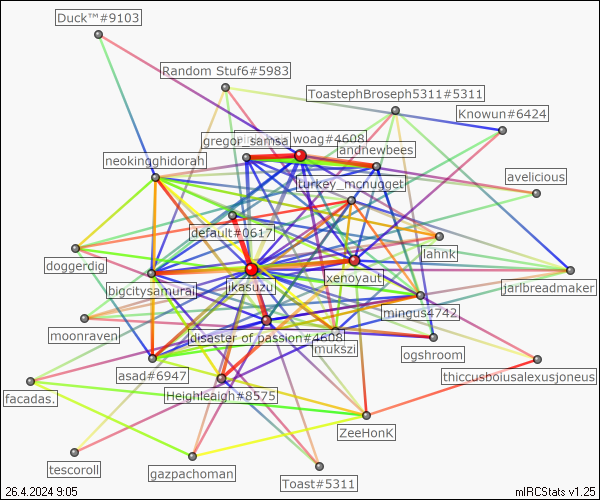 Duck™#9103
Random Stuf6#5983
ToastephBroseph5311#5311
Knowun#6424
gregor_samsa
woag#4608
andnewbees
neokingghidorah
turkey_mcnugget
avelicious
default#0617
lahnk
doggerdig
xenoyaut
bigcitysamurai
jkasuzu
jarlbreadmaker
mingus4742
moonraven
disaster of passion#4608
mukszi
ogshroom
asad#6947
thiccusboiusalexusjoneus
facadas.
Heighleaigh#8575
ZeeHonK
tescoroll
gazpachoman
Toast#5311
26.4.2024 9:05
mIRCStats v1.25